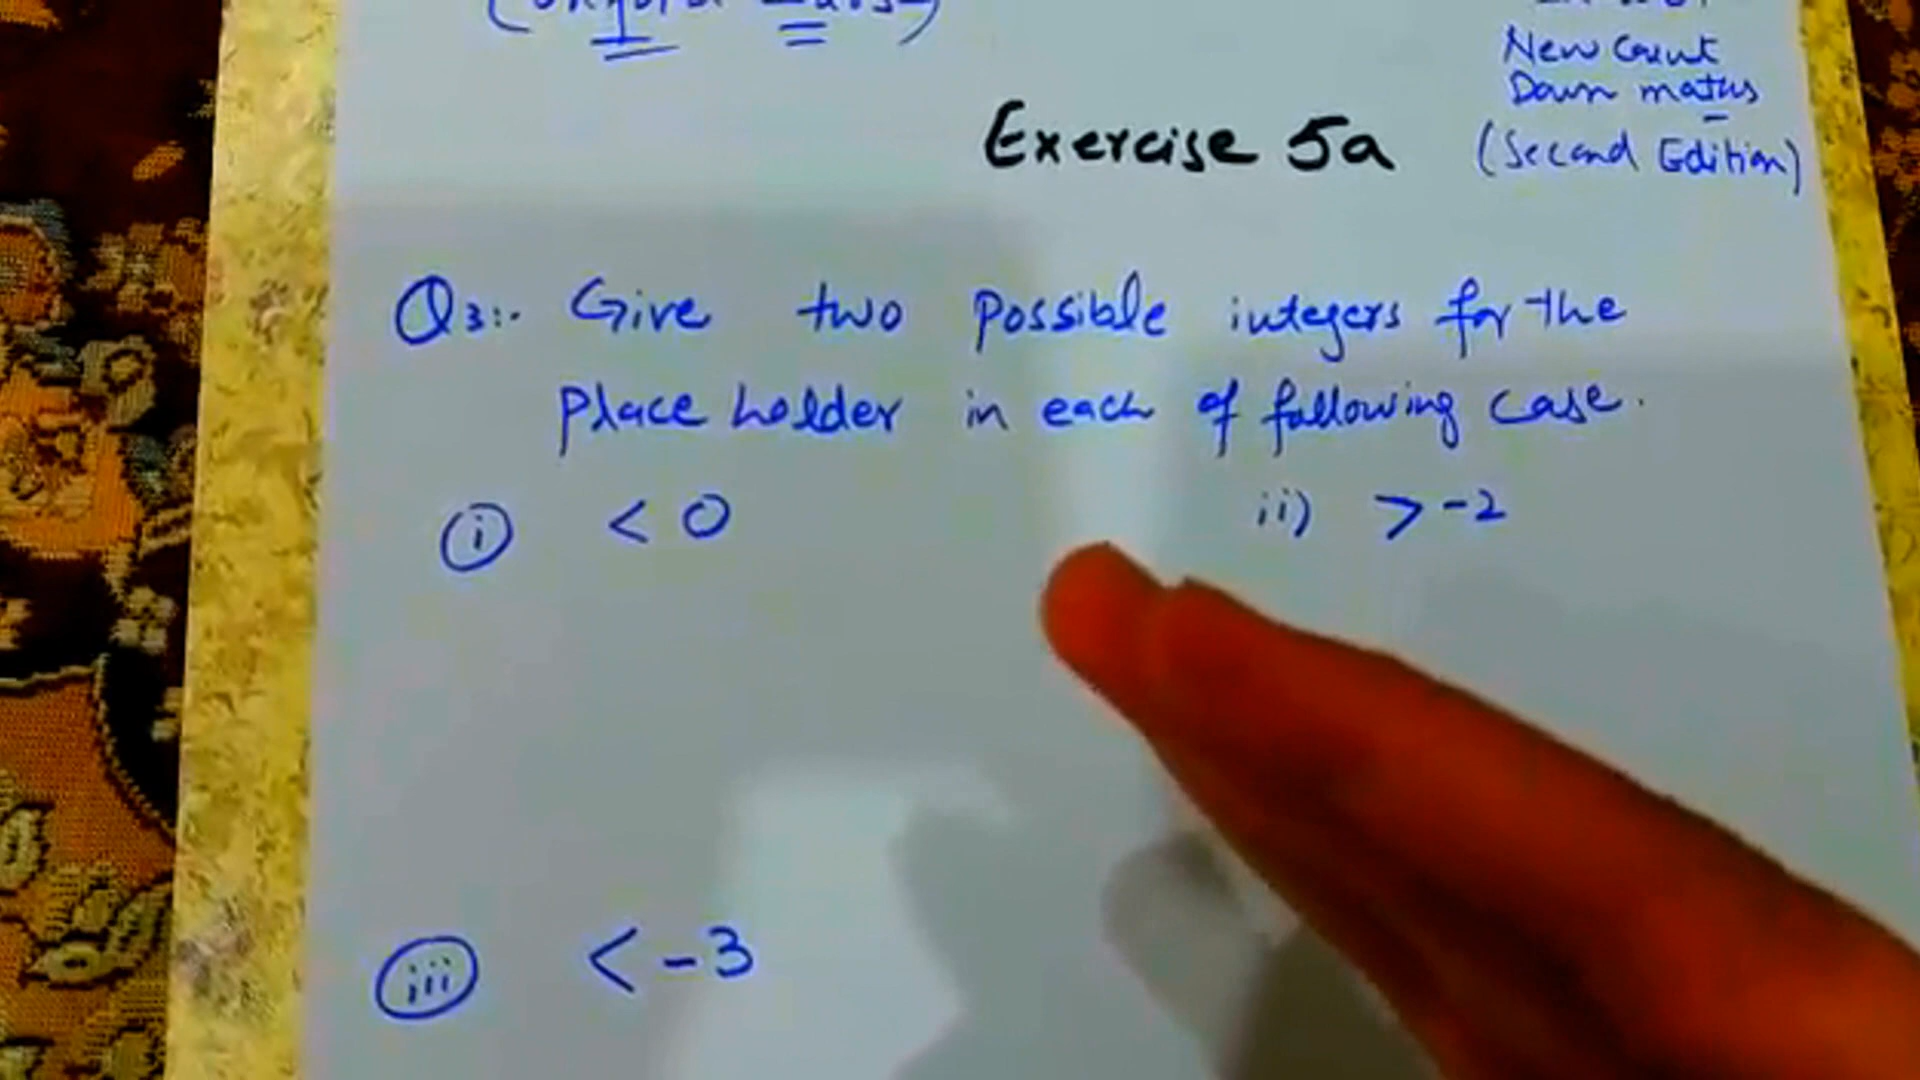 New Count
Down maths
(Second Edition)
Exercise 5a
Q3:- Give two possible integers for the
place holder in each of following case.
i < 0
ii) > -2
iii < -3